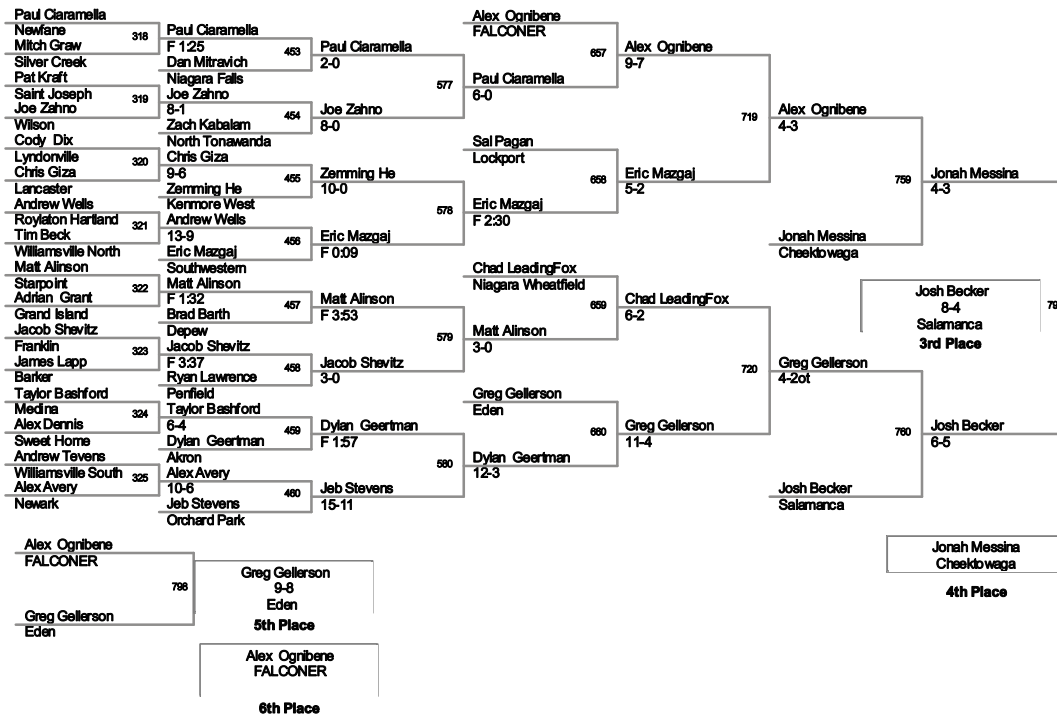 Paul Ciaramella
Newfane
318
Mitch Graw
Silver Creek
Pat Kraft
Saint Joseph
319
Joe Zahno
Wilson
Cody Dix
Lyndonville
320
Chris Giza
Lancaster
Andrew Wells
Roylaton Hartland
321
Tim Beck
Williamsville North
Matt Alinson
Starpoint
322
Adrian Grant
Grand Island
Jacob Shevitz
Franklin
323
James Lapp
Barker
Taylor Bashford
Medina
324
Alex Dennis
Sweet Home
Andrew Tevens
Williamsville South
325
Alex Avery
Newark
Paul Ciaramella
F 1:25
453
Dan Mitravich
Niagara Falls
Joe Zahno
8-1
454
Zach Kabalam
North Tonawanda
Chris Giza
9-6
455
Zemming He
Kenmore West
Andrew Wells
13-9
456
Eric Mazgaj
Southwestern
Matt Alinson
F 1:32
457
Brad Barth
Depew
Jacob Shevitz
F 3:37
458
Ryan Lawrence
Penfield
Taylor Bashford
6-4
459
Dylan Geertman
Akron
Alex Avery
10-6
460
Jeb Stevens
Orchard Park
Paul Ciaramella
2-0
577
Joe Zahno
8-0
Zemming He
10-0
578
Eric Mazgaj
F 0:09
Matt Alinson
F 3:53
579
Jacob Shevitz
3-0
Dylan Geertman
F 1:57
580
Jeb Stevens
15-11
Alex Ognibene
FALCONER
657
Paul Ciaramella
6-0
Sal Pagan
Lockport
658
Eric Mazgaj
F 2:30
Chad LeadingFox
Niagara Wheatfield
659
Matt Alinson
3-0
Greg Gellerson
Eden
660
Dylan Geertman
12-3
Alex Ognibene
9-7
719
Eric Mazgaj
5-2
Chad LeadingFox
6-2
720
Greg Gellerson
11-4
Alex Ognibene
4-3
759
Jonah Messina
Cheektowaga
Greg Gellerson
4-2ot
760
Josh Becker
Salamanca
Jonah Messina
4-3
Josh Becker
8-4
Salamanca
3rd Place
79
Josh Becker
6-5
Jonah Messina
Cheektowaga
4th Place
Alex Ognibene
FALCONER
798
Greg Gellerson
Eden
Greg Gellerson
9-8
Eden
5th Place
Alex Ognibene
FALCONER
6th Place